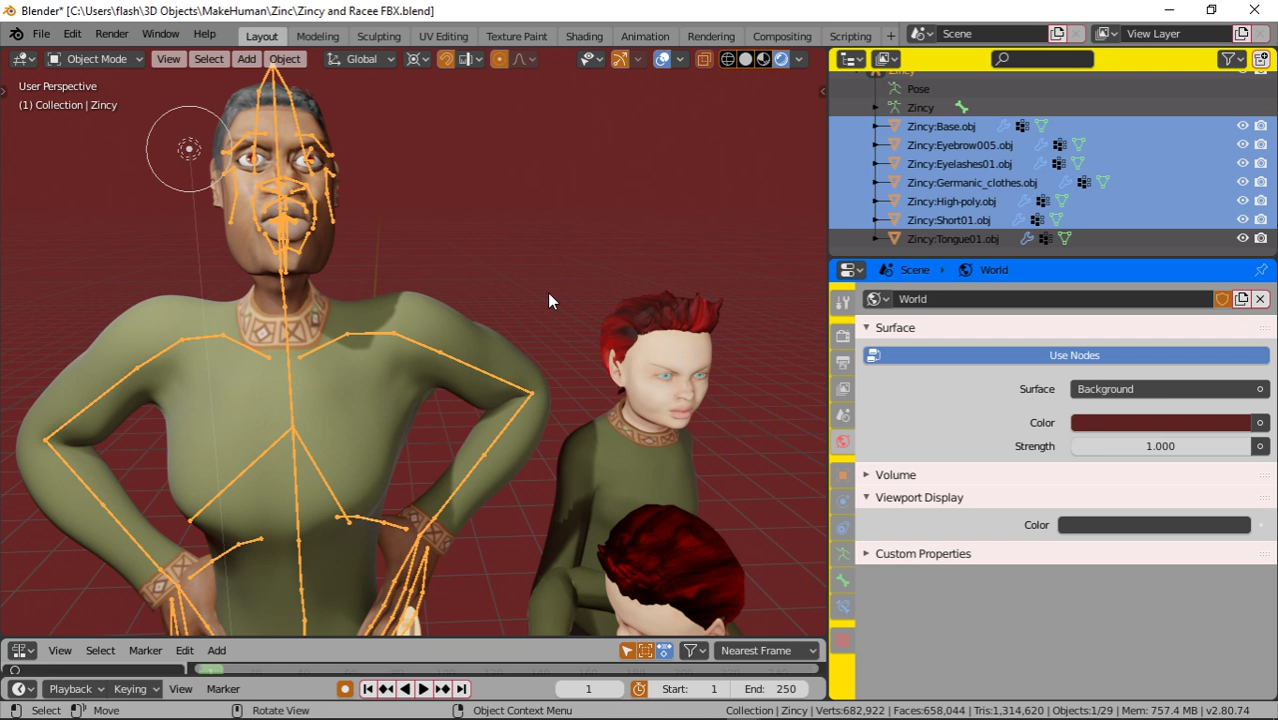 Blender* [C:\Users\flash\3D Objects\MakeHuman\Zinc\Zincy and Racee FBX.blend]
File Edit Render Window Help Layout Modeling Sculpting UV Editing Texture Paint Shading Animation Rendering Compositing Scripting + Scene View Layer
Object Mode View Select Add Object Global
User Perspective
(1) Collection | Zincy
Zincy
Pose
Zincy
Zincy:Base.obj
Zincy:Eyebrow005.obj
Zincy:Eyelashes01.obj
Zincy:Germanic_clothes.obj
Zincy:High-poly.obj
Zincy:Short01.obj
Zincy:Tongue01.obj
Scene World
World
Surface
Use Nodes
Surface Background
Color
Strength 1.000
Volume
Viewport Display
Color
Custom Properties
View Select Marker Edit Add Nearest Frame
Playback Keying View Marker 1 Start: 1 End: 250
Select Move Rotate View Object Context Menu Collection | Zincy | Verts:682,922 | Faces:658,044 | Tris:1,314,620 | Objects:1/29 | Mem: 757.4 MB | v2.80.74